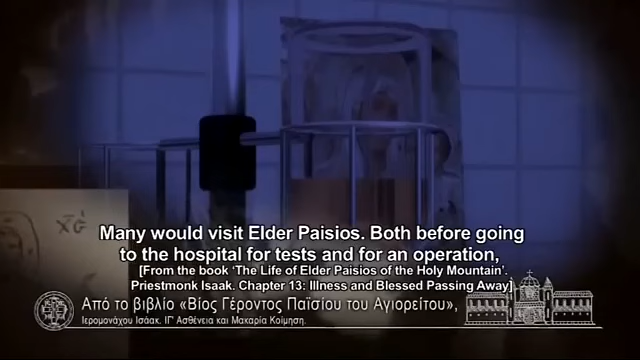 Many would visit Elder Paisios. Both before going
to the hospital for tests and for an operation,
[From the book ‘The Life of Elder Paisios of the Holy Mountain’.
Priestmonk Isaak. Chapter 13: Illness and Blessed Passing Away]
Από το βιβλίο «Βίος Γέροντος Παϊσίου του Αγιορείτου»,
Ιερομονάχου Ισάακ. ΙΓ' Ασθένεια και Μακαρία Κοίμηση.